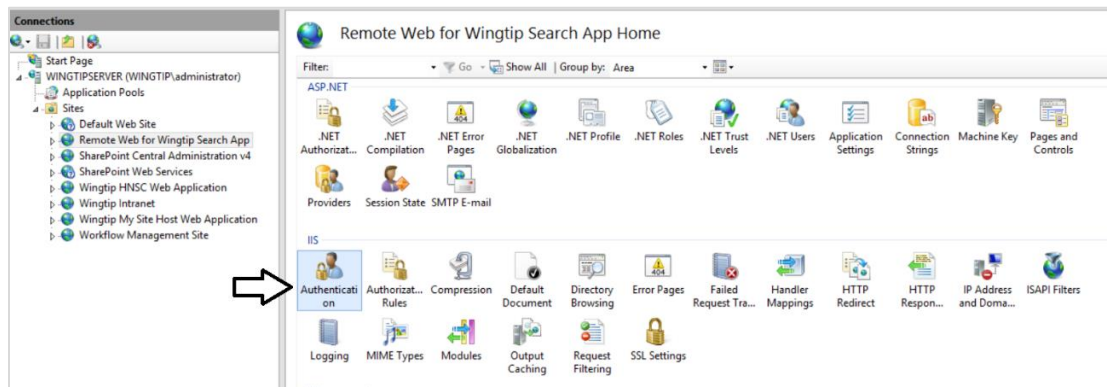 Connections
Start Page
WINGTIPSERVER (WINGTIP\administrator)
Application Pools
Sites
Default Web Site
Remote Web for Wingtip Search App
SharePoint Central Administration v4
SharePoint Web Services
Wingtip HNSC Web Application
Wingtip Intranet
Wingtip My Site Host Web Application
Workflow Management Site
Remote Web for Wingtip Search App Home
Filter: Go Show All Group by: Area
ASP.NET
.NET Authorizat...
.NET Compilation
.NET Error Pages
.NET Globalization
.NET Profile
.NET Roles
.NET Trust Levels
.NET Users
Application Settings
Connection Strings
Machine Key
Pages and Controls
Providers
Session State
SMTP E-mail
IIS
Authenticati on
Authorizat... Rules
Compression
Default Document
Directory Browsing
Error Pages
Failed Request Tra...
Handler Mappings
HTTP Redirect
HTTP Respon...
IP Address and Doma...
ISAPI Filters
Logging
MIME Types
Modules
Output Caching
Request Filtering
SSL Settings